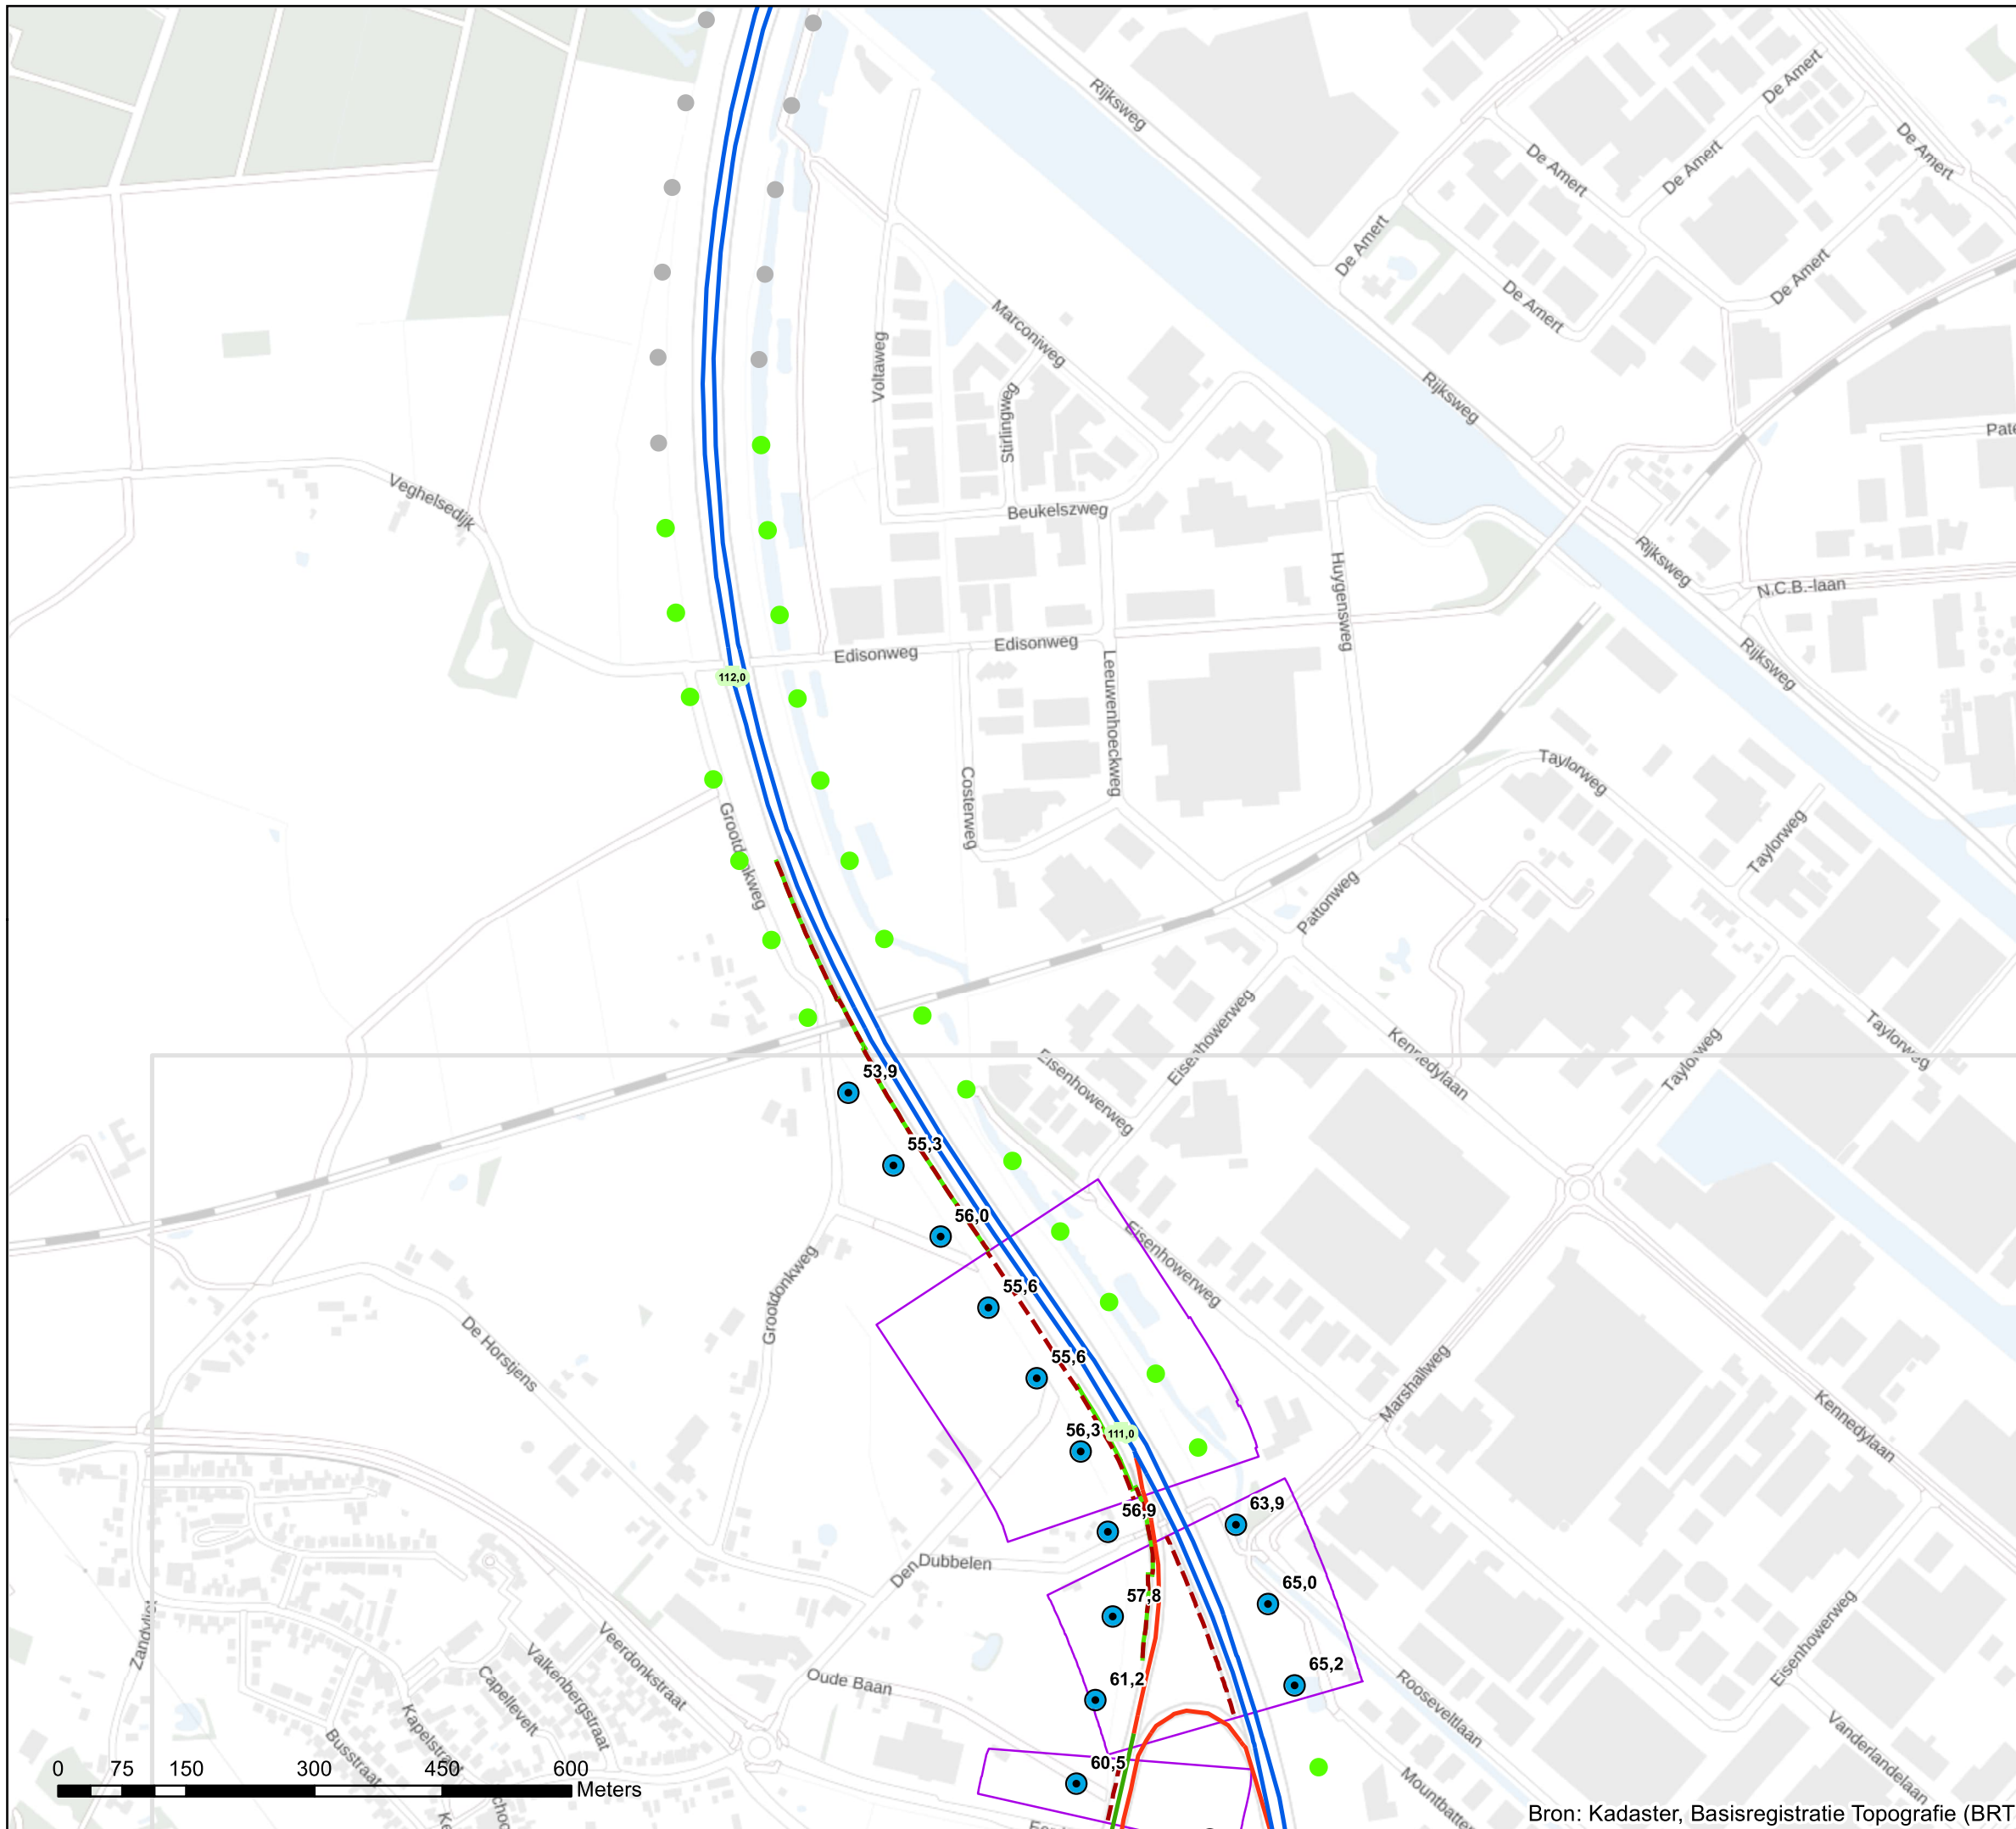 Rijksweg
De Amert
De Amert
De Amert
De Amert
De Amert
De Amert
De Amert
Marconiweg
Voltaweg
Stirlingweg
Rijksweg
Veghelsedijk
Beukelszweg
Huygensweg
Rijksweg
N.C.B.-laan
Edisonweg
Edisonweg
Leeuwenhoeckweg
Rijksweg
112,0
Taylorweg
Costerweg
Taylorweg
Grootdonkweg
Pattonweg
Eisenhowerweg
Eisenhowerweg
Kennedylaan
Taylorweg
Taylorweg
53,9
55,3
56,0
Eisenhowerweg
Grootdonkweg
55,6
De Horstjens
55,6
Marshallweg
Kennedylaan
56,3
111,0
56,9
63,9
Den Dubbelen
57,8
65,0
Eisenhowerweg
Zandvliet
Veerdonkstraat
Valkenbergstraat
Capellevelt
Kapelstraat
Busstraat
Oude Baan
61,2
65,2
Rooseveltlaan
Vanderlandelaan
60,5
0 75 150 300 450 600
Meters
Bron: Kadaster, Basisregistratie Topografie (BRT